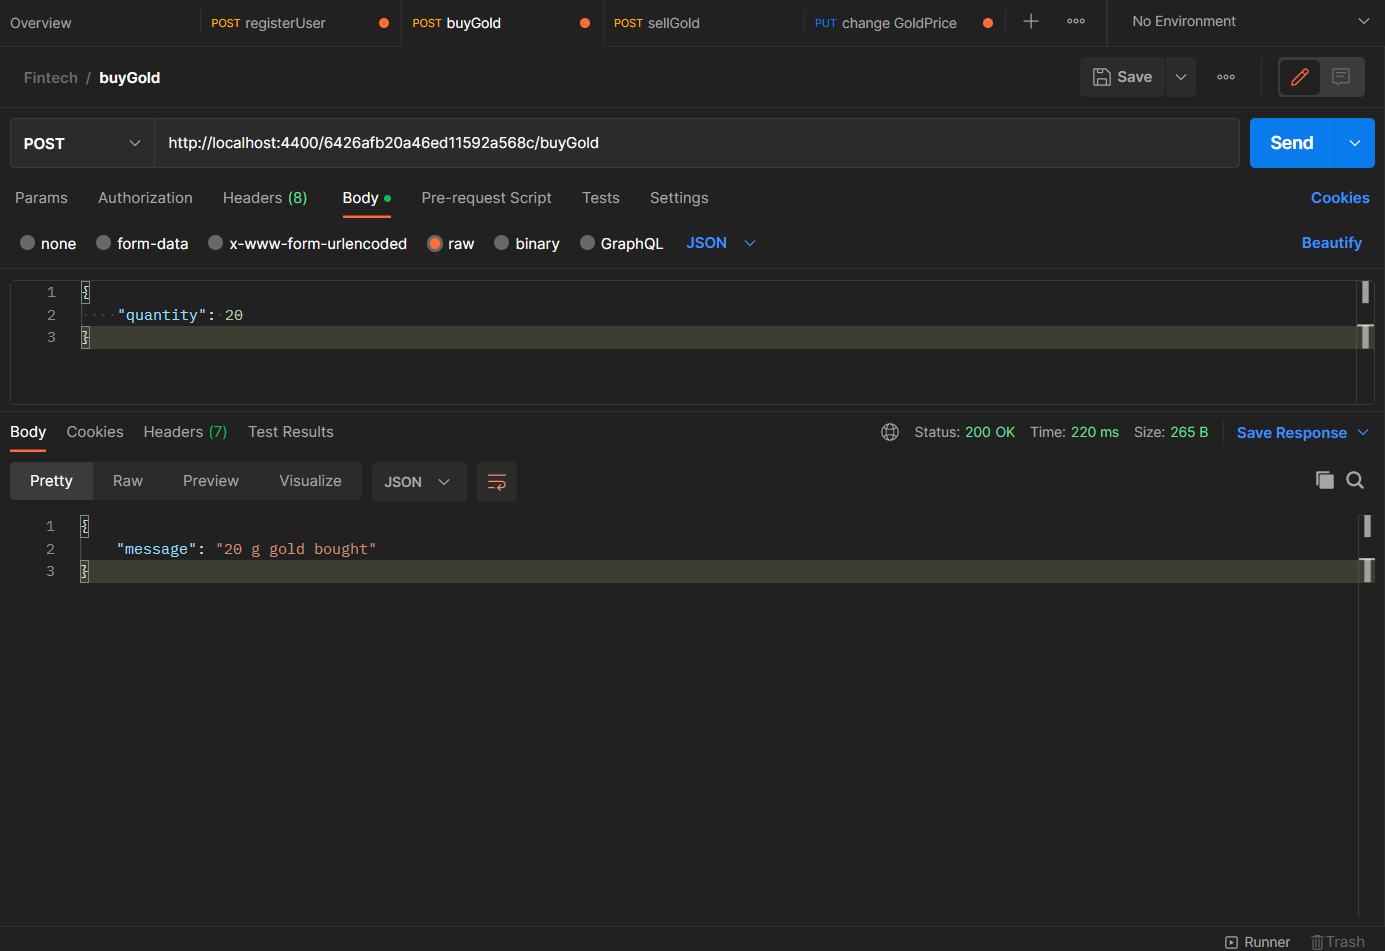 Overview POST registerUser POST buyGold POST sellGold PUT change GoldPrice No Environment
Fintech / buyGold Save
POST http://localhost:4400/6426afb20a46ed11592a568c/buyGold Send
Params Authorization Headers (8) Body Pre-request Script Tests Settings Cookies
none form-data x-www-form-urlencoded raw binary GraphQL JSON Beautify
1 {
2 ····"quantity":·20
3 }
Body Cookies Headers (7) Test Results Status: 200 OK Time: 220 ms Size: 265 B Save Response
Pretty Raw Preview Visualize JSON
1 {
2 "message": "20 g gold bought"
3 }
Runner Trash